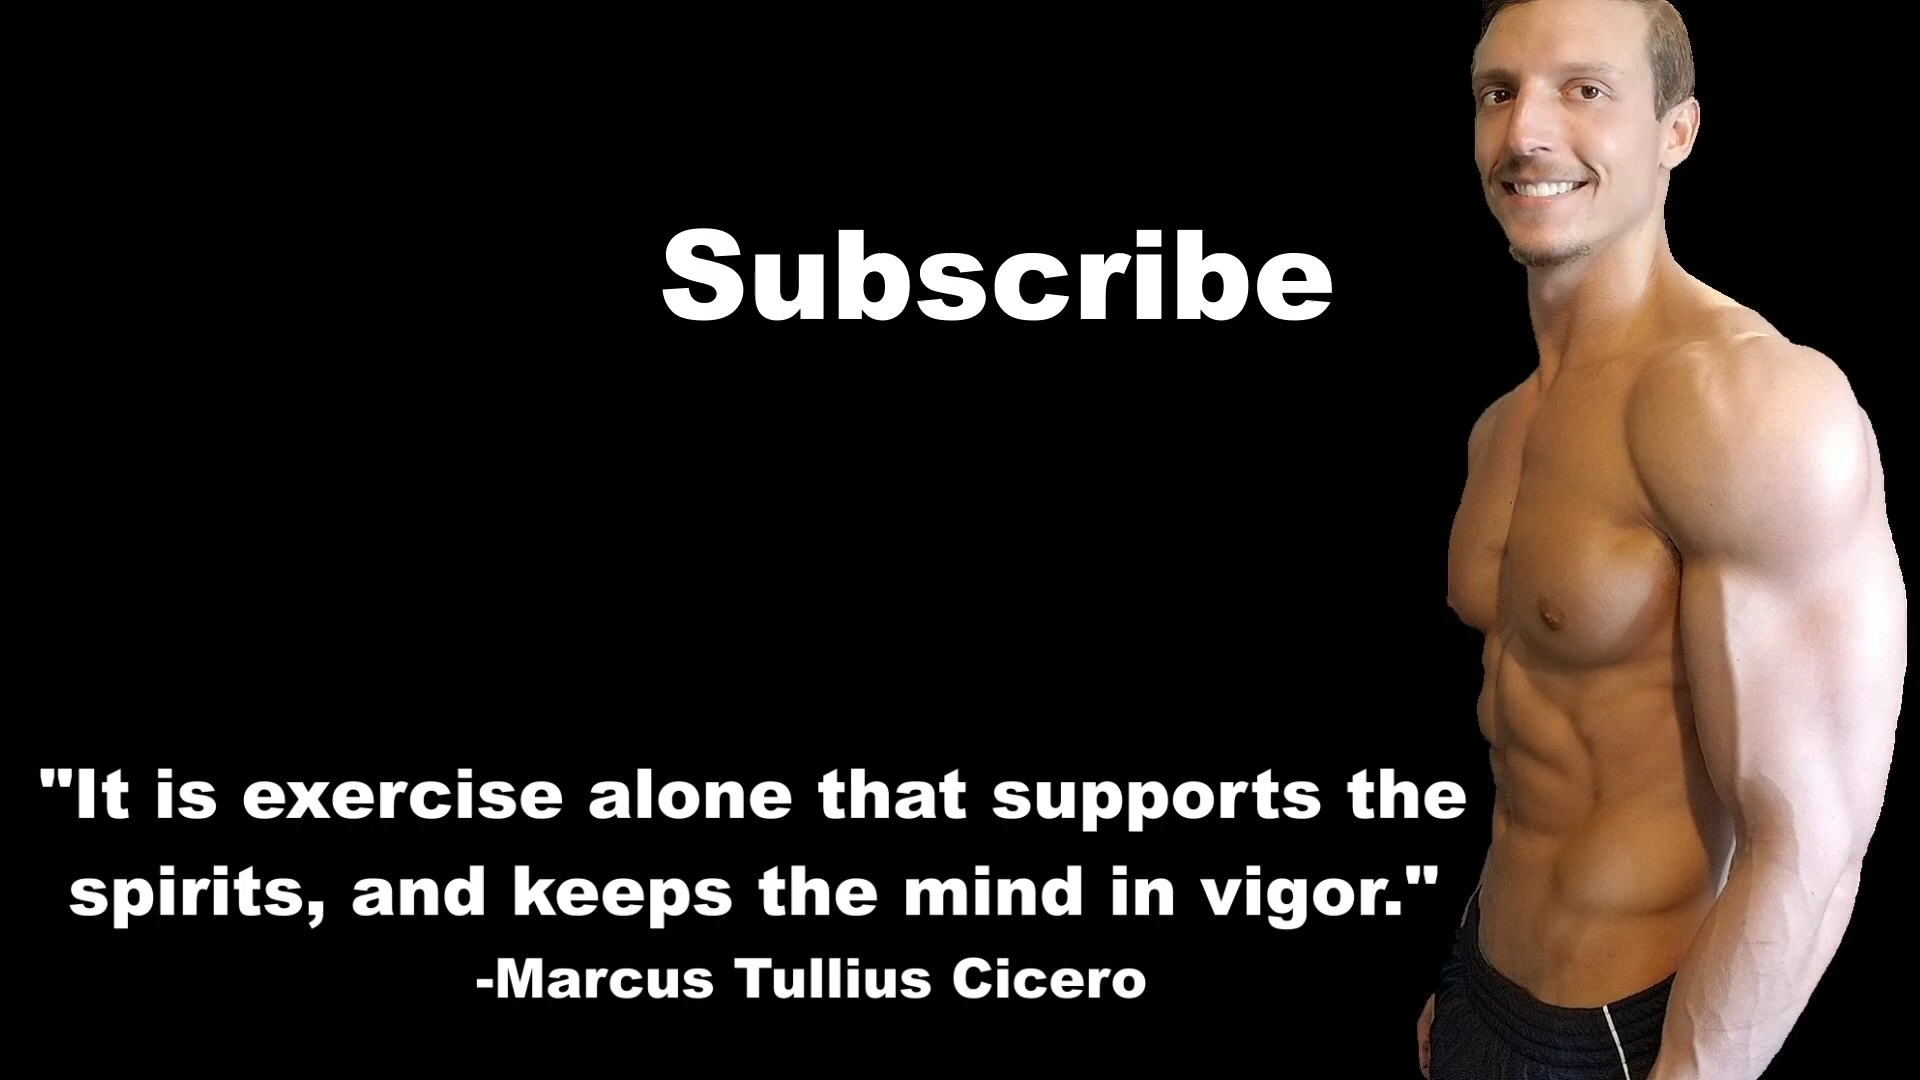 Subscribe
"It is exercise alone that supports the
spirits, and keeps the mind in vigor."
-Marcus Tullius Cicero